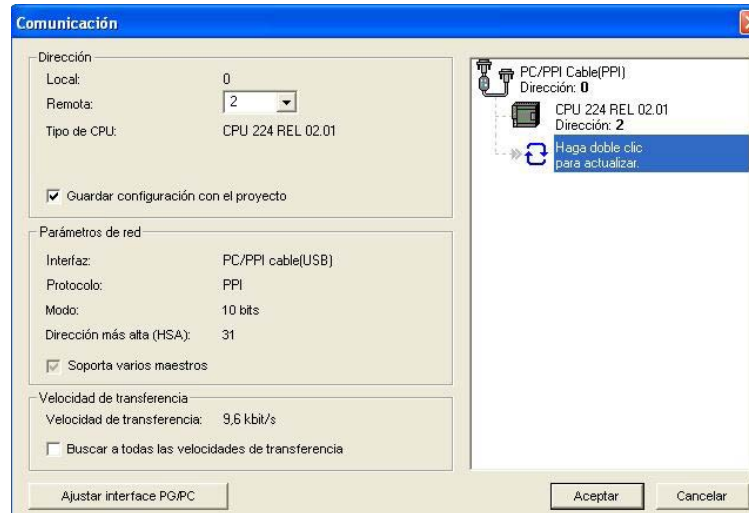 Comunicación
Dirección
Local: 0
Remota: 2
Tipo de CPU: CPU 224 REL 02.01
Guardar configuración con el proyecto
Parámetros de red
Interfaz: PC/PPI cable(USB)
Protocolo: PPI
Modo: 10 bits
Dirección más alta (HSA): 31
Soporta varios maestros
Velocidad de transferencia
Velocidad de transferencia: 9,6 kbit/s
Buscar a todas las velocidades de transferencia
Ajustar interface PG/PC
PC/PPI Cable(PPI)
Dirección: 0
CPU 224 REL 02.01
Dirección: 2
Haga doble clic
para actualizar.
Aceptar
Cancelar